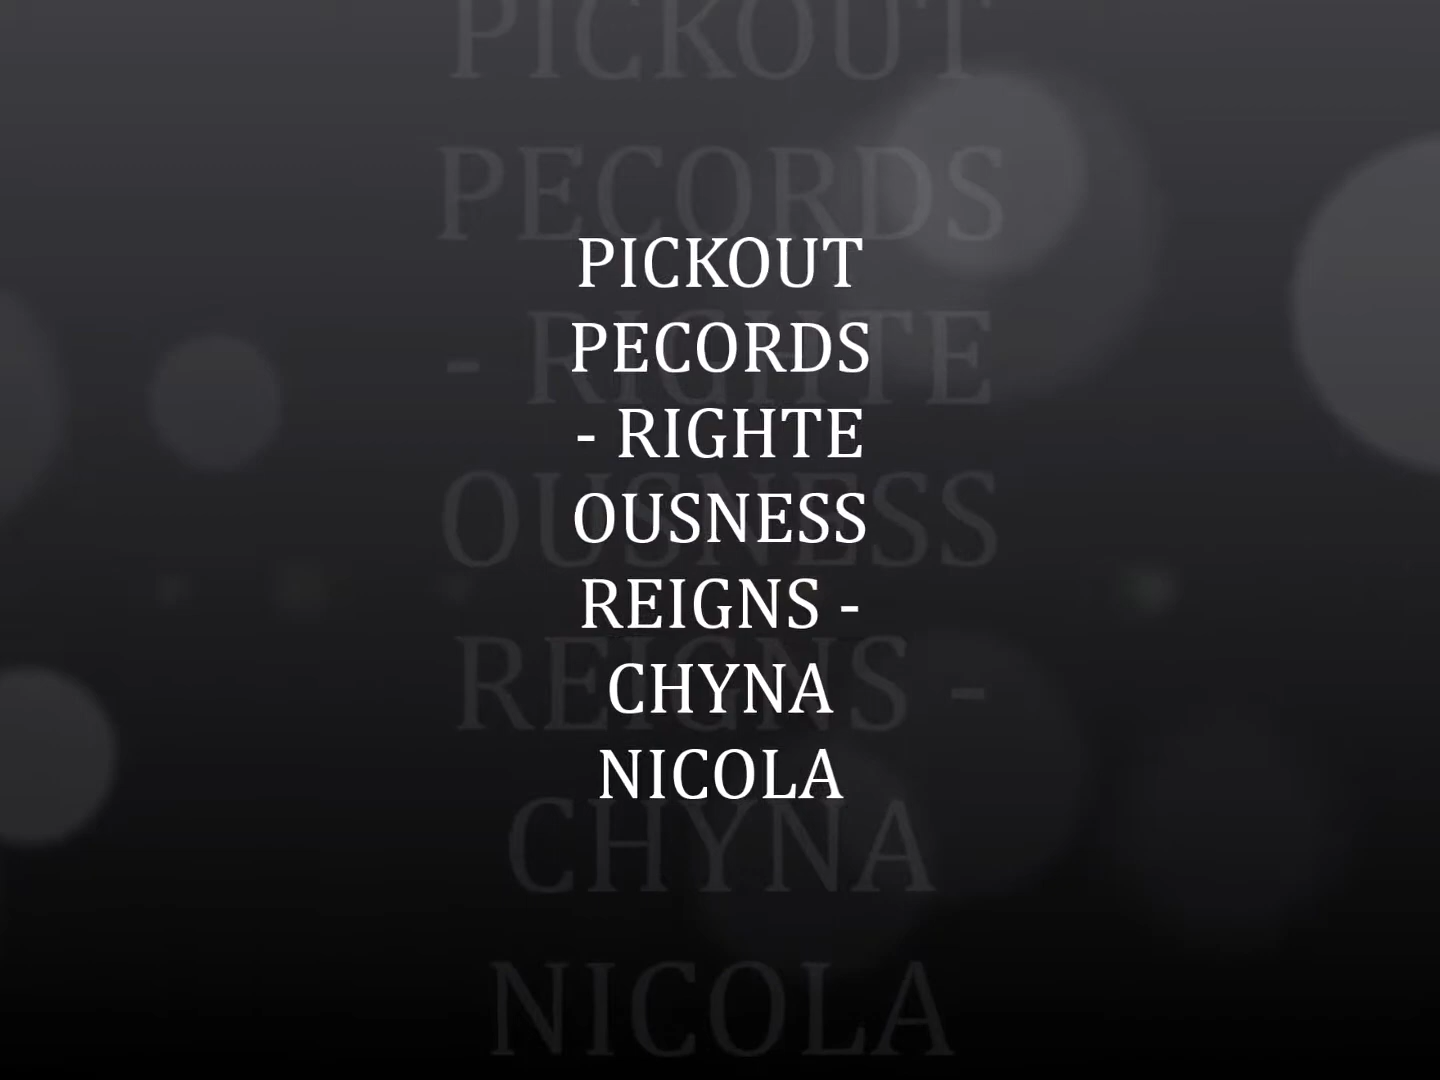 PICKOUT
PECORDS
- RIGHTE
OUSNESS
REIGNS -
CHYNA
NICOLA